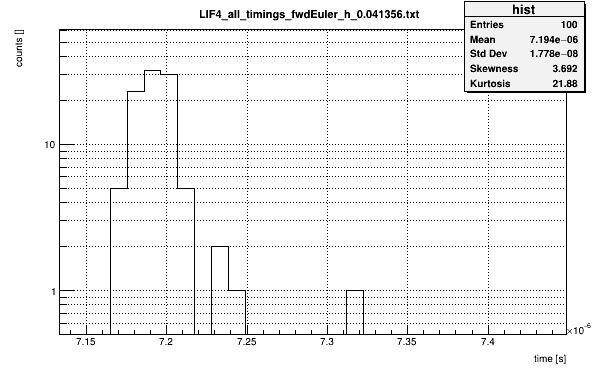 LIF4_all_timings_fwdEuler_h_0.041356.txt
hist
Entries 100
Mean 7.194e−06
Std Dev 1.778e−08
Skewness 3.692
Kurtosis 21.88
counts []
10
1
7.15 7.2 7.25 7.3 7.35 7.4
×10⁻⁶
time [s]